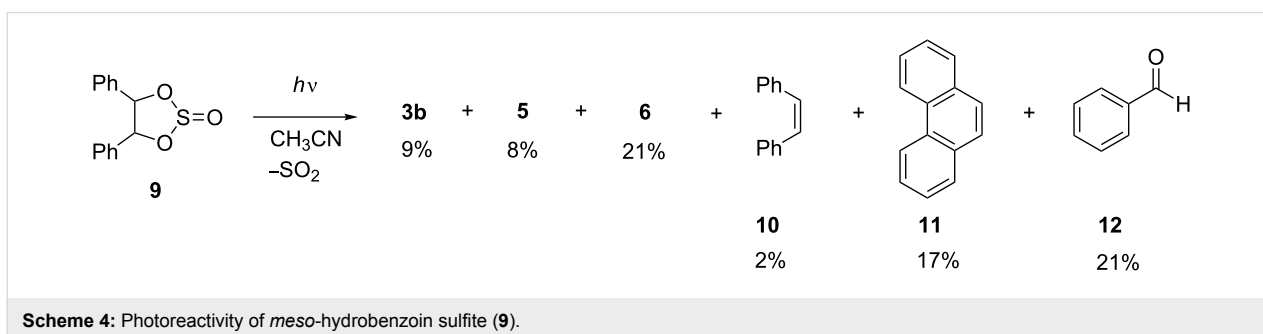 Ph
O
S=O
O
Ph
9
hν
CH3CN
–SO2
3b + 5 + 6 + + +
9% 8% 21%
Ph
Ph
O
H
10 11 12
2% 17% 21%
Scheme 4: Photoreactivity of meso-hydrobenzoin sulfite (9).